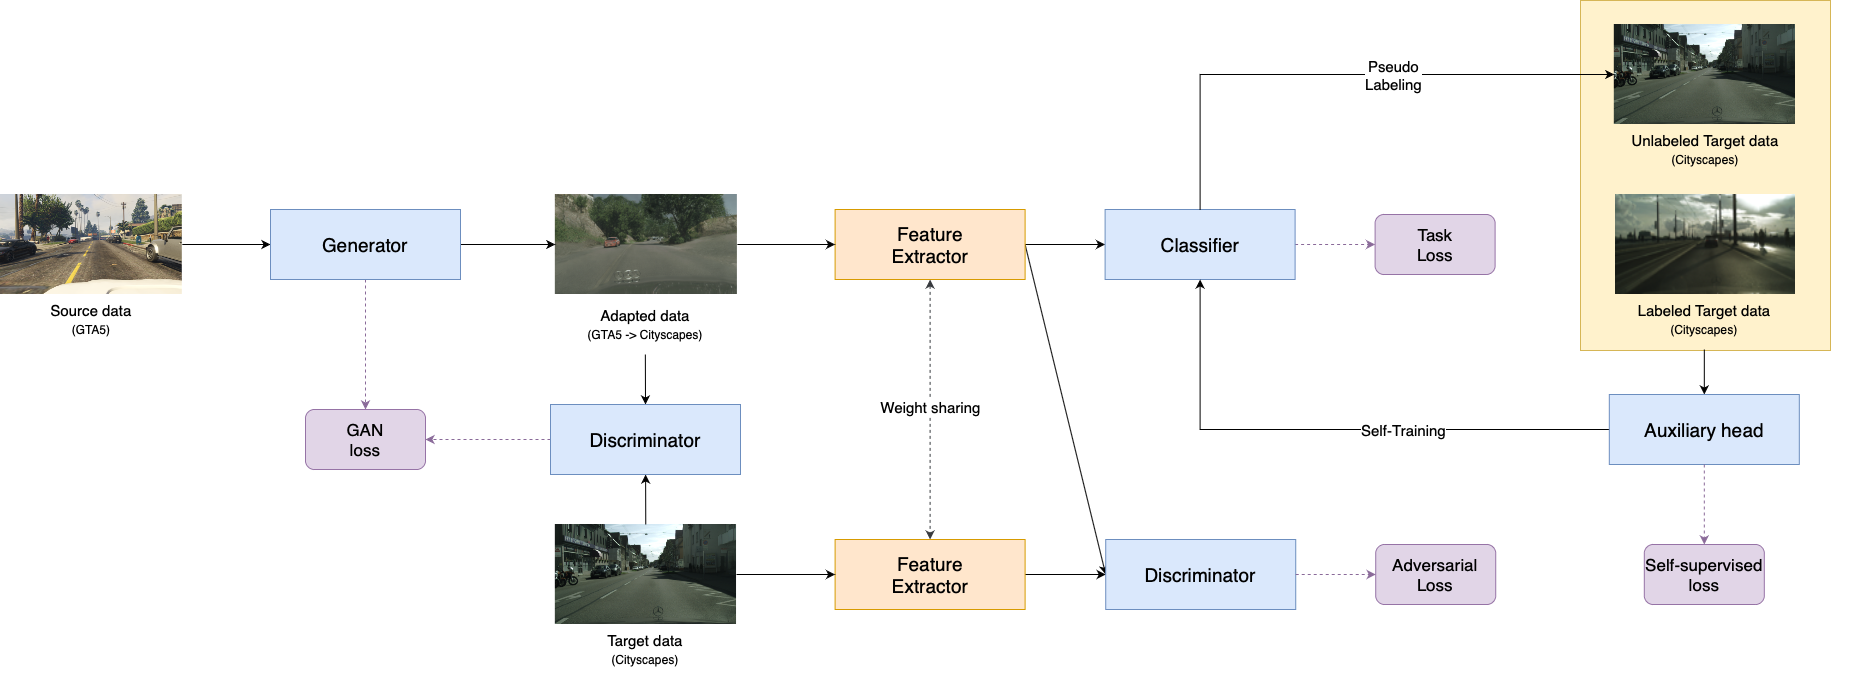 Pseudo
Labeling
Unlabeled Target data
(Cityscapes)
Source data
(GTA5)
Generator
Adapted data
(GTA5 -> Cityscapes)
Feature
Extractor
Classifier
Task
Loss
Labeled Target data
(Cityscapes)
GAN
loss
Discriminator
Weight sharing
Self-Training
Auxiliary head
Target data
(Cityscapes)
Feature
Extractor
Discriminator
Adversarial
Loss
Self-supervised
loss